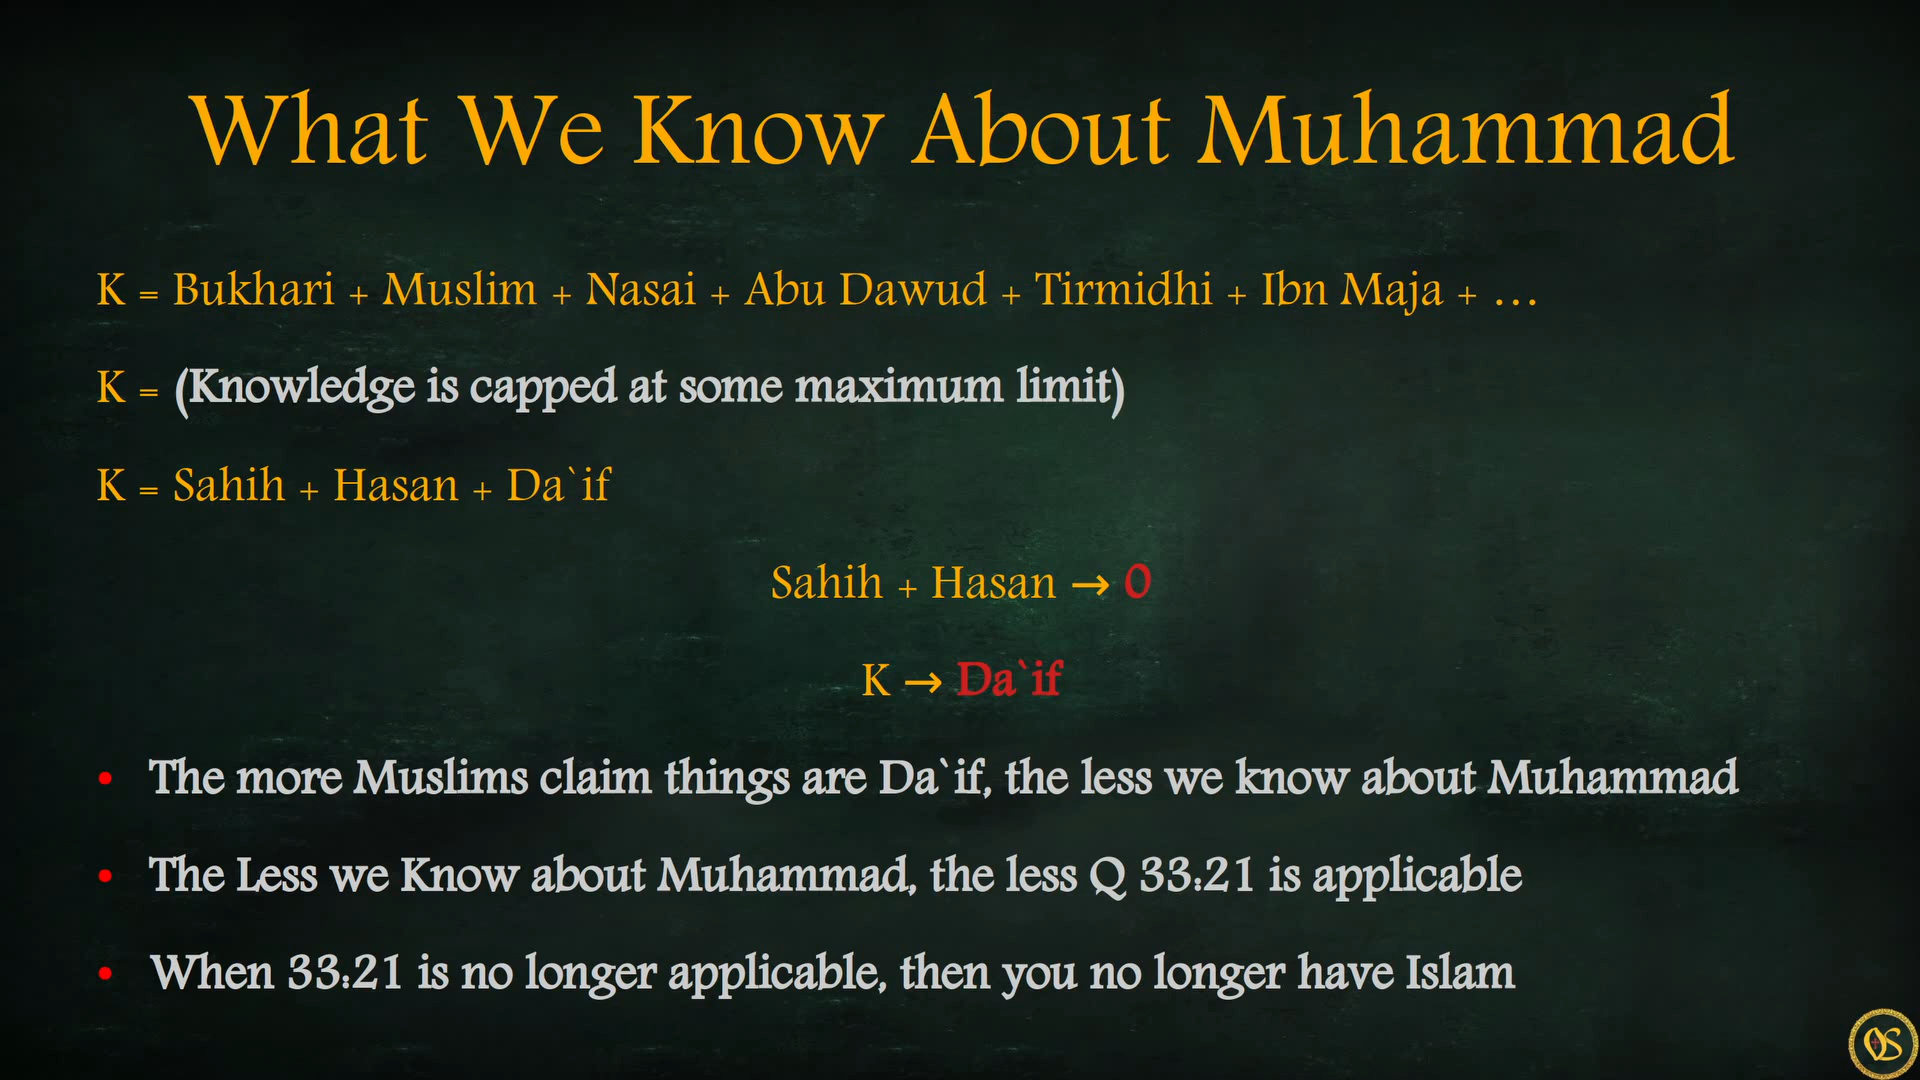 What We Know About Muhammad
K = Bukhari + Muslim + Nasai + Abu Dawud + Tirmidhi + Ibn Maja + …
K = (Knowledge is capped at some maximum limit)
K = Sahih + Hasan + Da`if
Sahih + Hasan → 0
K → Da`if
• The more Muslims claim things are Da`if, the less we know about Muhammad
• The Less we Know about Muhammad, the less Q 33:21 is applicable
• When 33:21 is no longer applicable, then you no longer have Islam